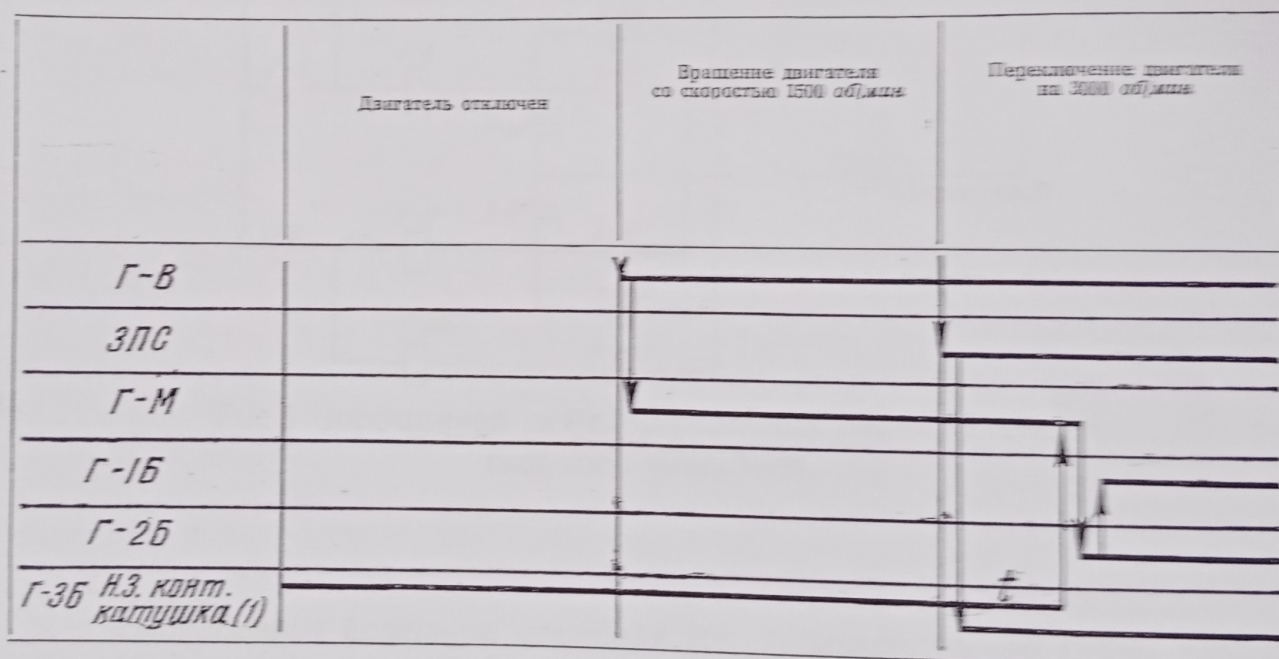 Двигатель отключен
Вращение двигателя
со скоростью 1500 об/мин
Переключение двигателя
на 3000 об/мин
Г-В
ЗПС
Г-М
Г-1Б
Г-2Б
Г-3Б Н.З. конт.
катушка (1)
t